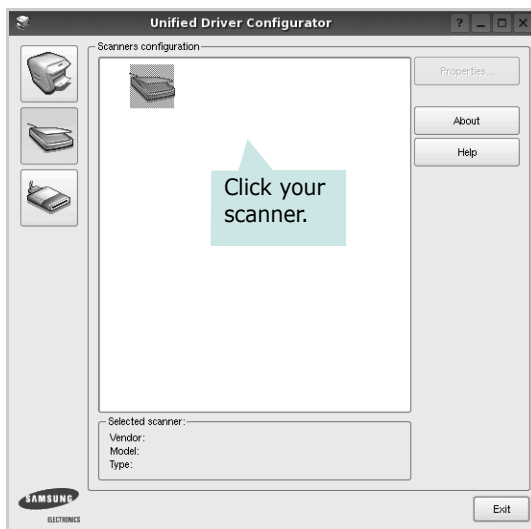 Unified Driver Configurator
?
Scanners configuration
Properties...
About
Help
Click your
scanner.
Selected scanner:
Vendor:
Model:
Type:
SAMSUNG
ELECTRONICS
Exit